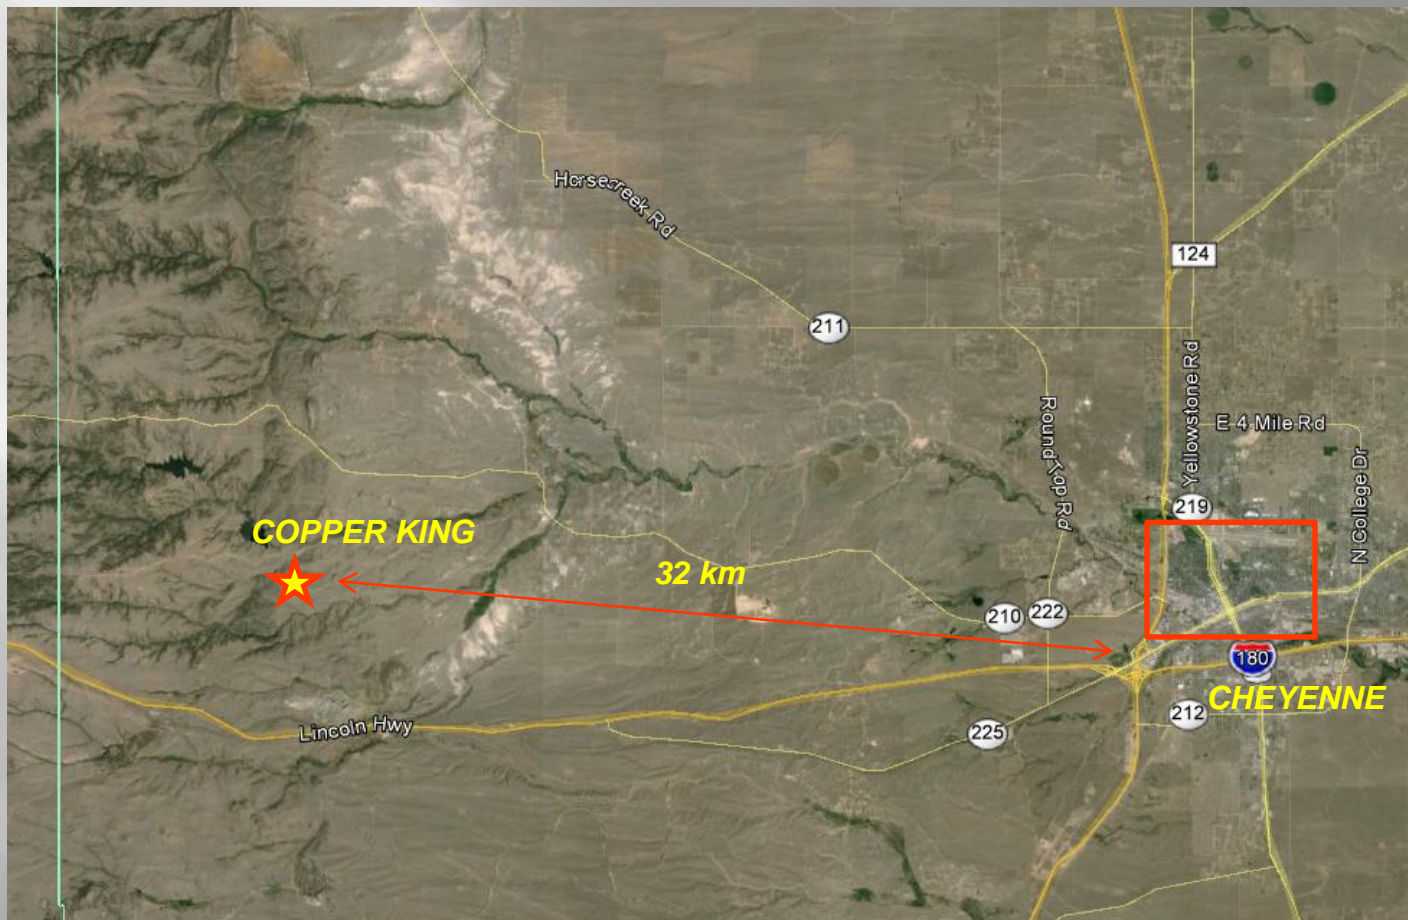 Horsecreek Rd
124
211
Yellowstone Rd
Round Top Rd
E 4 Mile Rd
N College Dr
219
COPPER KING
32 km
210
222
180
CHEYENNE
212
Lincoln Hwy
225